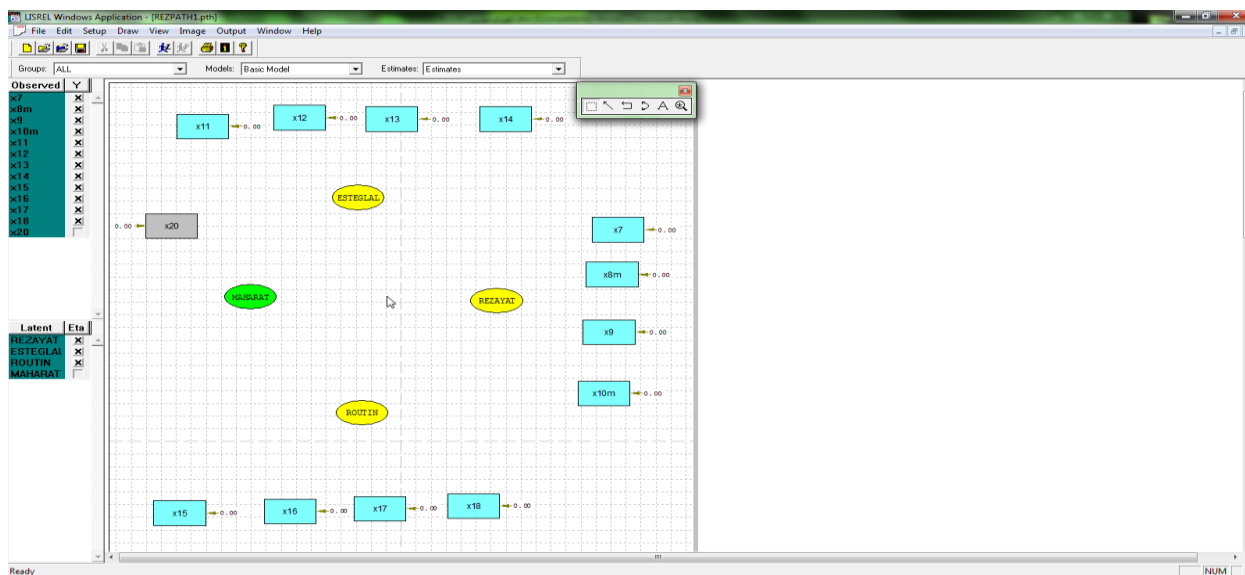 LISREL Windows Application - [REZPATH1.pth]
File Edit Setup Draw View Image Output Window Help
Groups: ALL Models: Basic Model Estimates: Estimates
Observed Y
x7
x8m
x9
x10m
x11
x12
x13
x14
x15
x16
x17
x18
x20
Latent Eta
REZAYAT
ESTEGLAL
ROUTIN
MAHARAT
x11 0.00
x12 0.00
x13 0.00
x14 0.00
ESTEGLAL
0.00 x20
x7 0.00
x8m 0.00
MAHARAT
REZAYAT
x9 0.00
x10m 0.00
ROUTIN
x15 0.00
x16 0.00
x17 0.00
x18 0.00
Ready
NUM